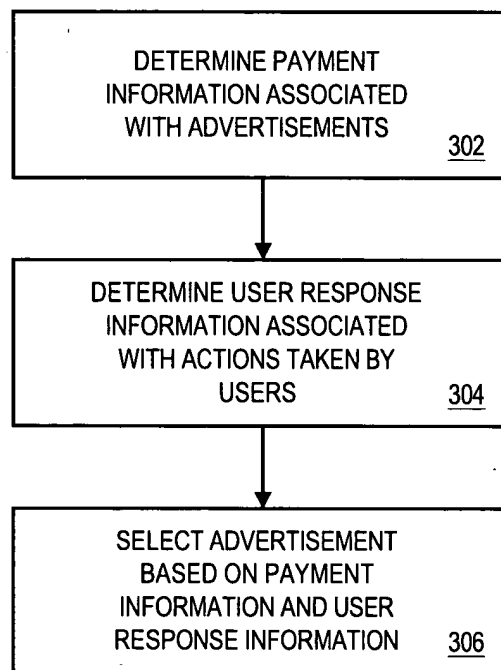 DETERMINE PAYMENT
INFORMATION ASSOCIATED
WITH ADVERTISEMENTS
302
DETERMINE USER RESPONSE
INFORMATION ASSOCIATED
WITH ACTIONS TAKEN BY
USERS
304
SELECT ADVERTISEMENT
BASED ON PAYMENT
INFORMATION AND USER
RESPONSE INFORMATION
306